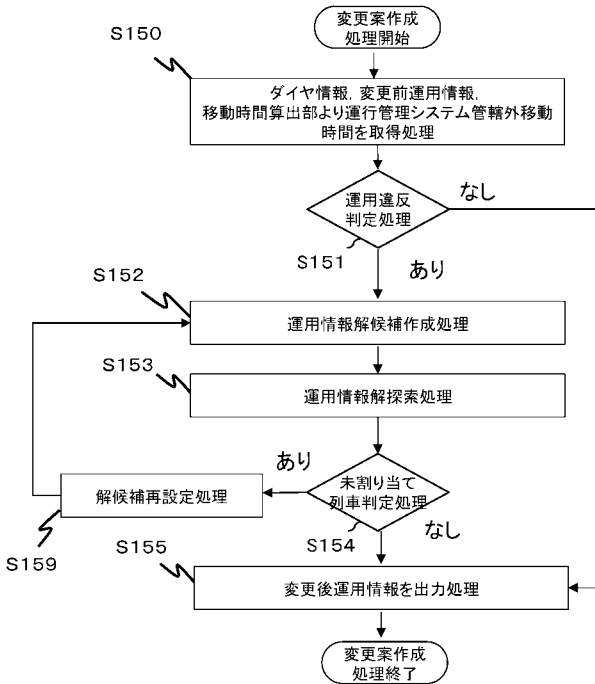 変更案作成
処理開始
S150
ダイヤ情報，変更前運用情報，
移動時間算出部より運行管理システム管轄外移動
時間を取得処理
運用違反
判定処理
なし
S151
あり
S152
運用情報解候補作成処理
S153
運用情報解探索処理
あり
未割り当て
列車判定処理
解候補再設定処理
S154
なし
S159
S155
変更後運用情報を出力処理
変更案作成
処理終了